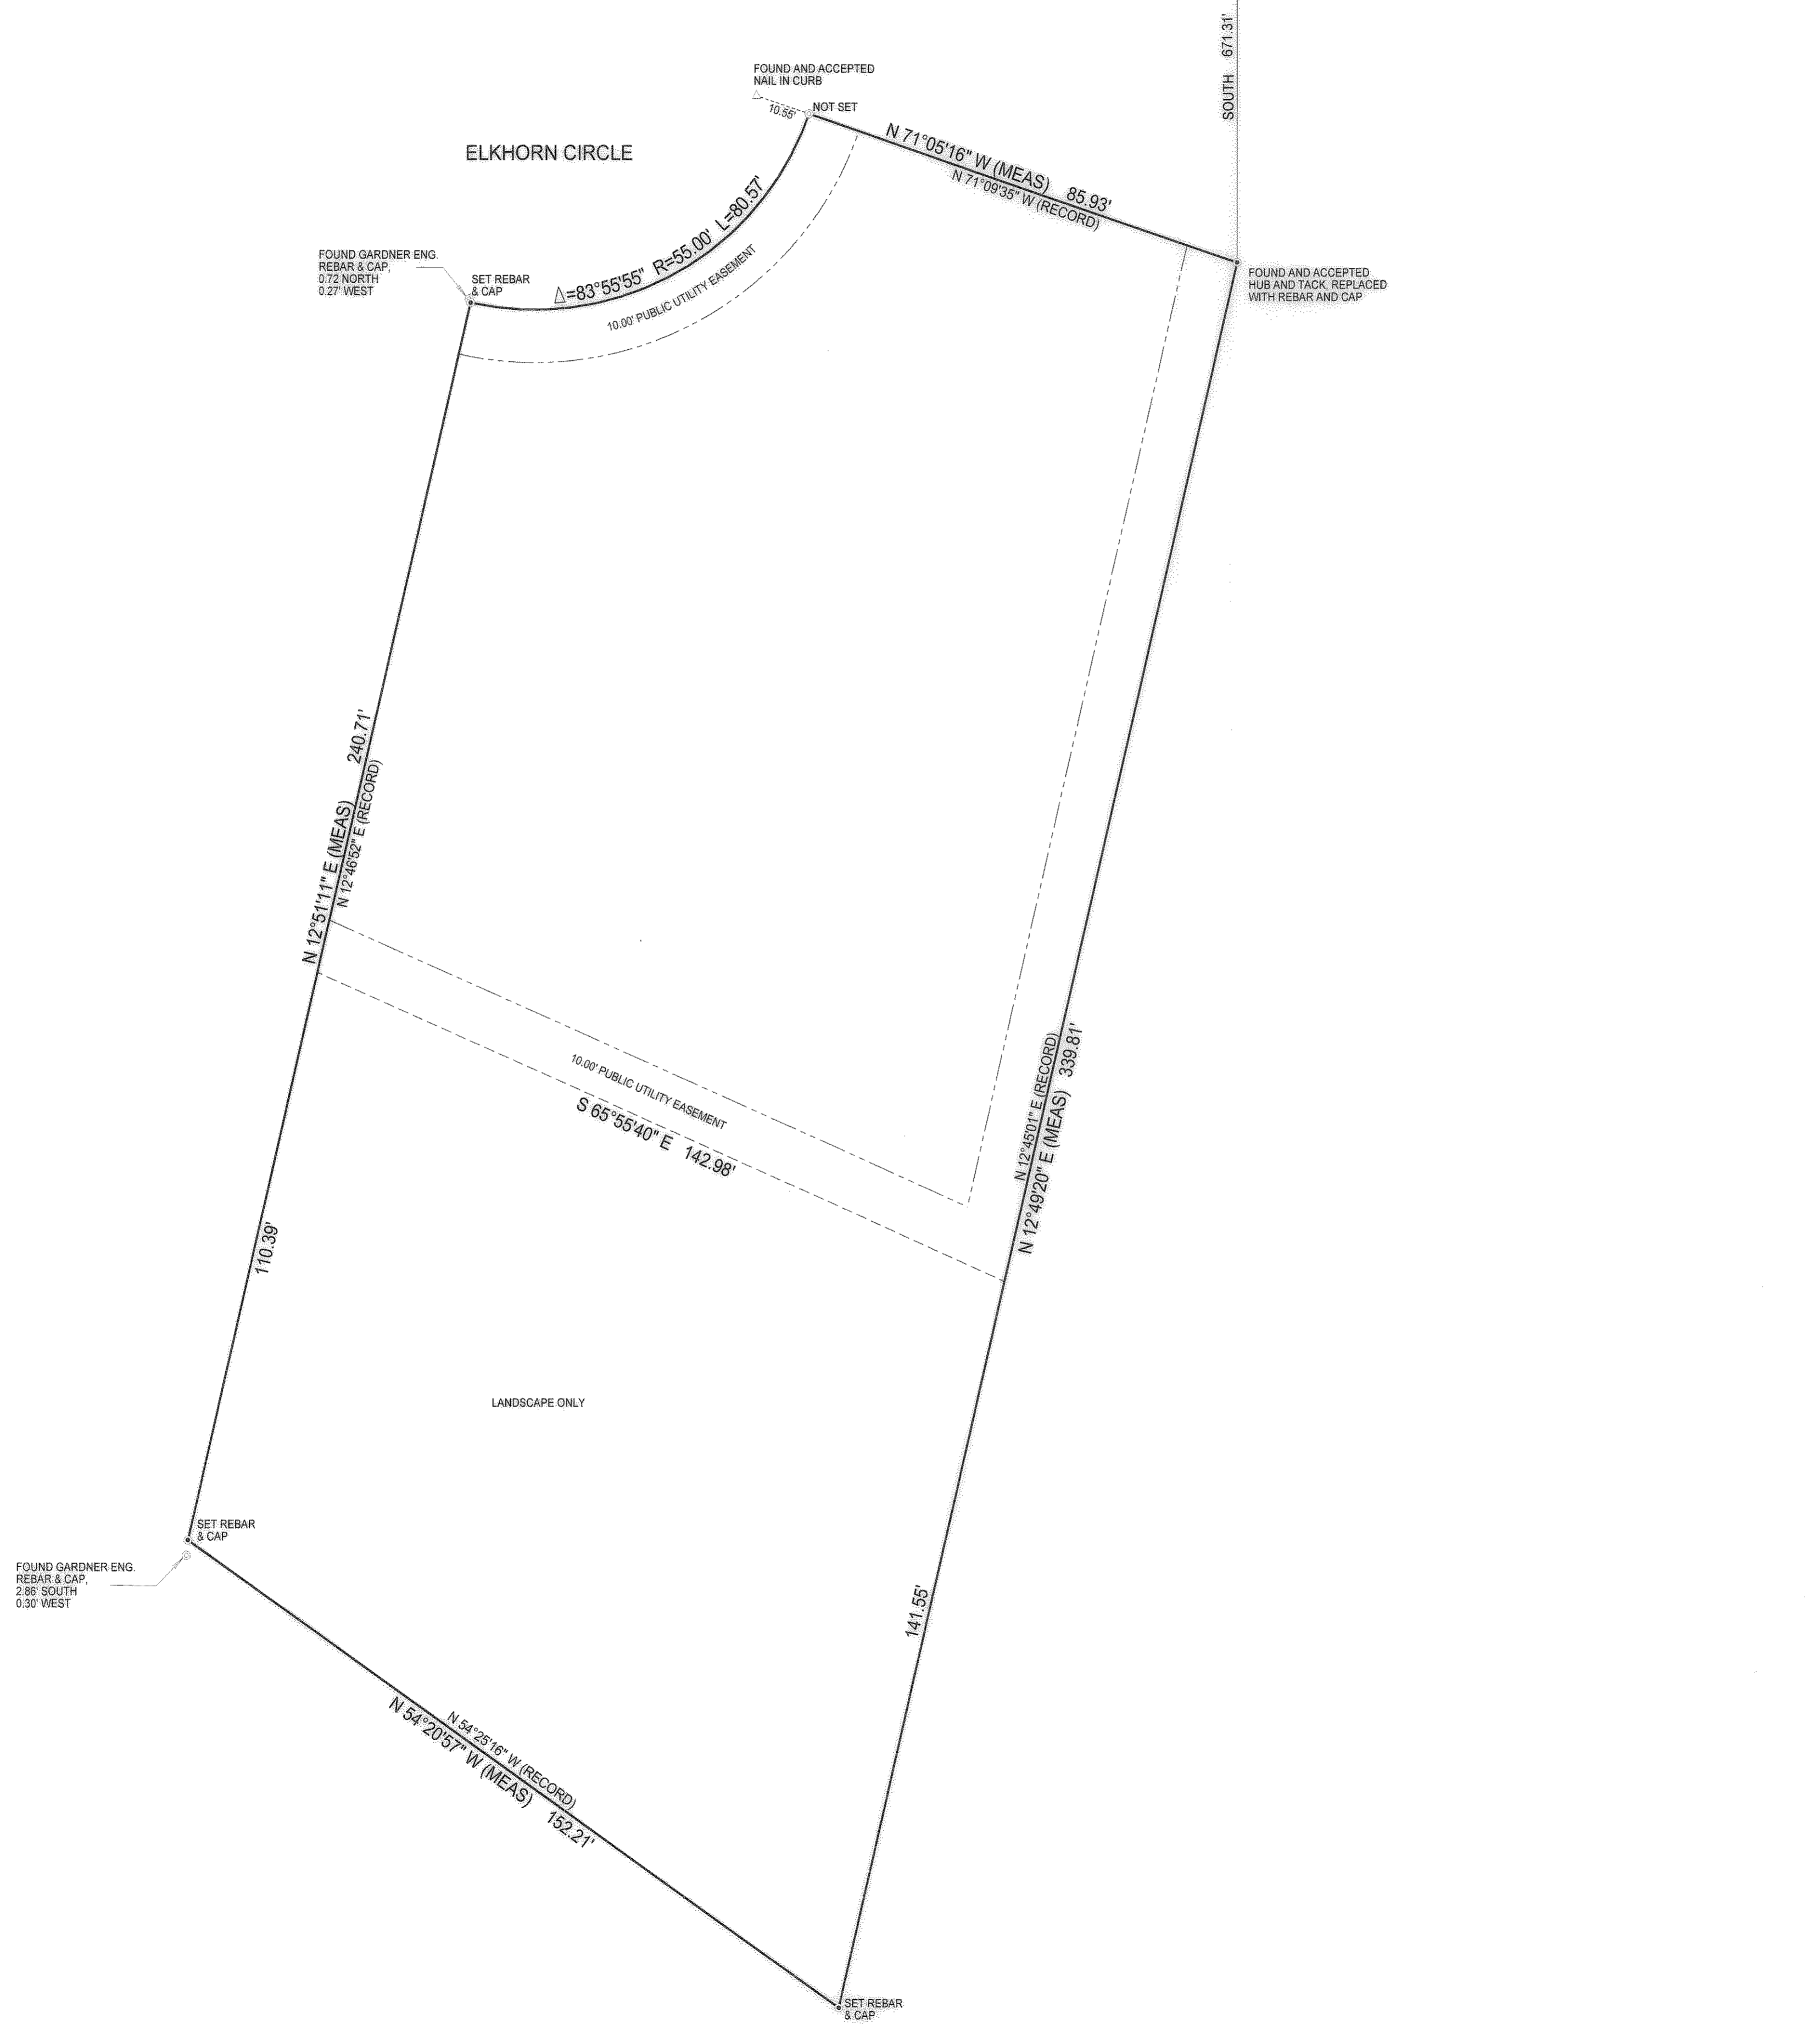 SOUTH 671.31'
FOUND AND ACCEPTED
NAIL IN CURB
10.55'
NOT SET
ELKHORN CIRCLE
N 71°05'16" W (MEAS) 85.93'
N 71°09'35" W (RECORD)
FOUND GARDNER ENG.
REBAR & CAP,
0.72 NORTH
0.27' WEST
SET REBAR
& CAP
△=83°55'55" R=55.00' L=80.57'
10.00' PUBLIC UTILITY EASEMENT
FOUND AND ACCEPTED
HUB AND TACK, REPLACED
WITH REBAR AND CAP
N 12°51'11" E (MEAS) 240.71'
N 12°46'52" E (RECORD)
10.00' PUBLIC UTILITY EASEMENT
S 65°55'40" E 142.98'
N 12°45'01" E (RECORD)
N 12°49'20" E (MEAS) 339.81'
110.39'
LANDSCAPE ONLY
SET REBAR
& CAP
FOUND GARDNER ENG.
REBAR & CAP,
2.86' SOUTH
0.30' WEST
141.55'
N 54°25'16" W (RECORD)
N 54°20'57" W (MEAS) 152.21'
SET REBAR
& CAP